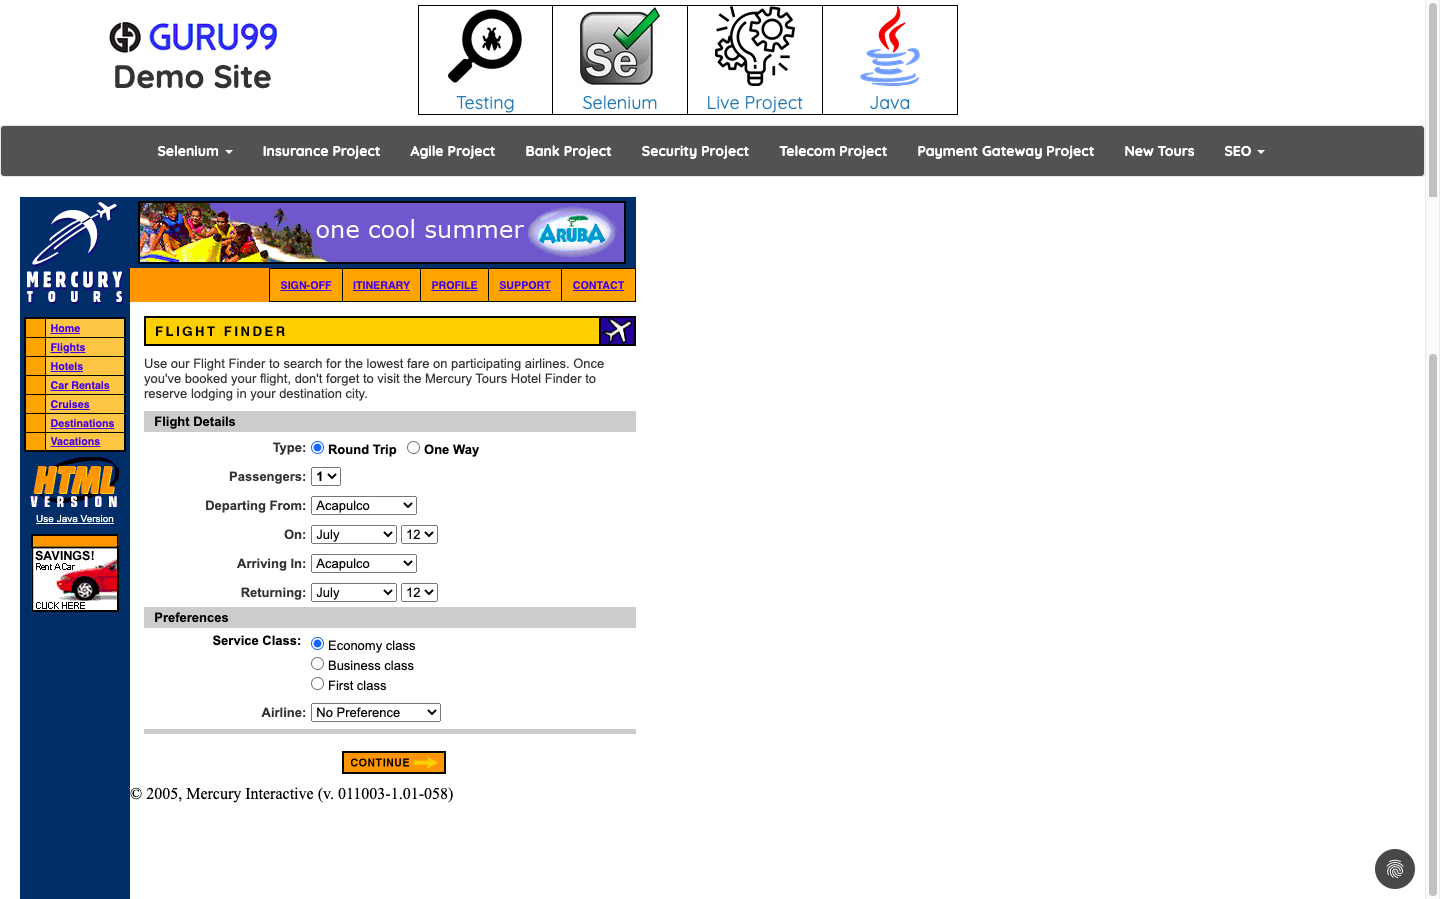 GURU99
Demo Site
Testing
Selenium
Live Project
Java
Se
Selenium
Insurance Project
Agile Project
Bank Project
Security Project
Telecom Project
Payment Gateway Project
New Tours
SEO
MERCURY
TOURS
one cool summer
ARUBA
SIGN-OFF
ITINERARY
PROFILE
SUPPORT
CONTACT
Home
Flights
Hotels
Car Rentals
Cruises
Destinations
Vacations
HTML
VERSION
Use Java Version
SAVINGS!
Rent A Car
CLICK HERE
FLIGHT FINDER
Use our Flight Finder to search for the lowest fare on participating airlines. Once
you've booked your flight, don't forget to visit the Mercury Tours Hotel Finder to
reserve lodging in your destination city.
Flight Details
Type: Round Trip One Way
Passengers: 1
Departing From: Acapulco
On: July 12
Arriving In: Acapulco
Returning: July 12
Preferences
Service Class: Economy class
Business class
First class
Airline: No Preference
CONTINUE
© 2005, Mercury Interactive (v. 011003-1.01-058)